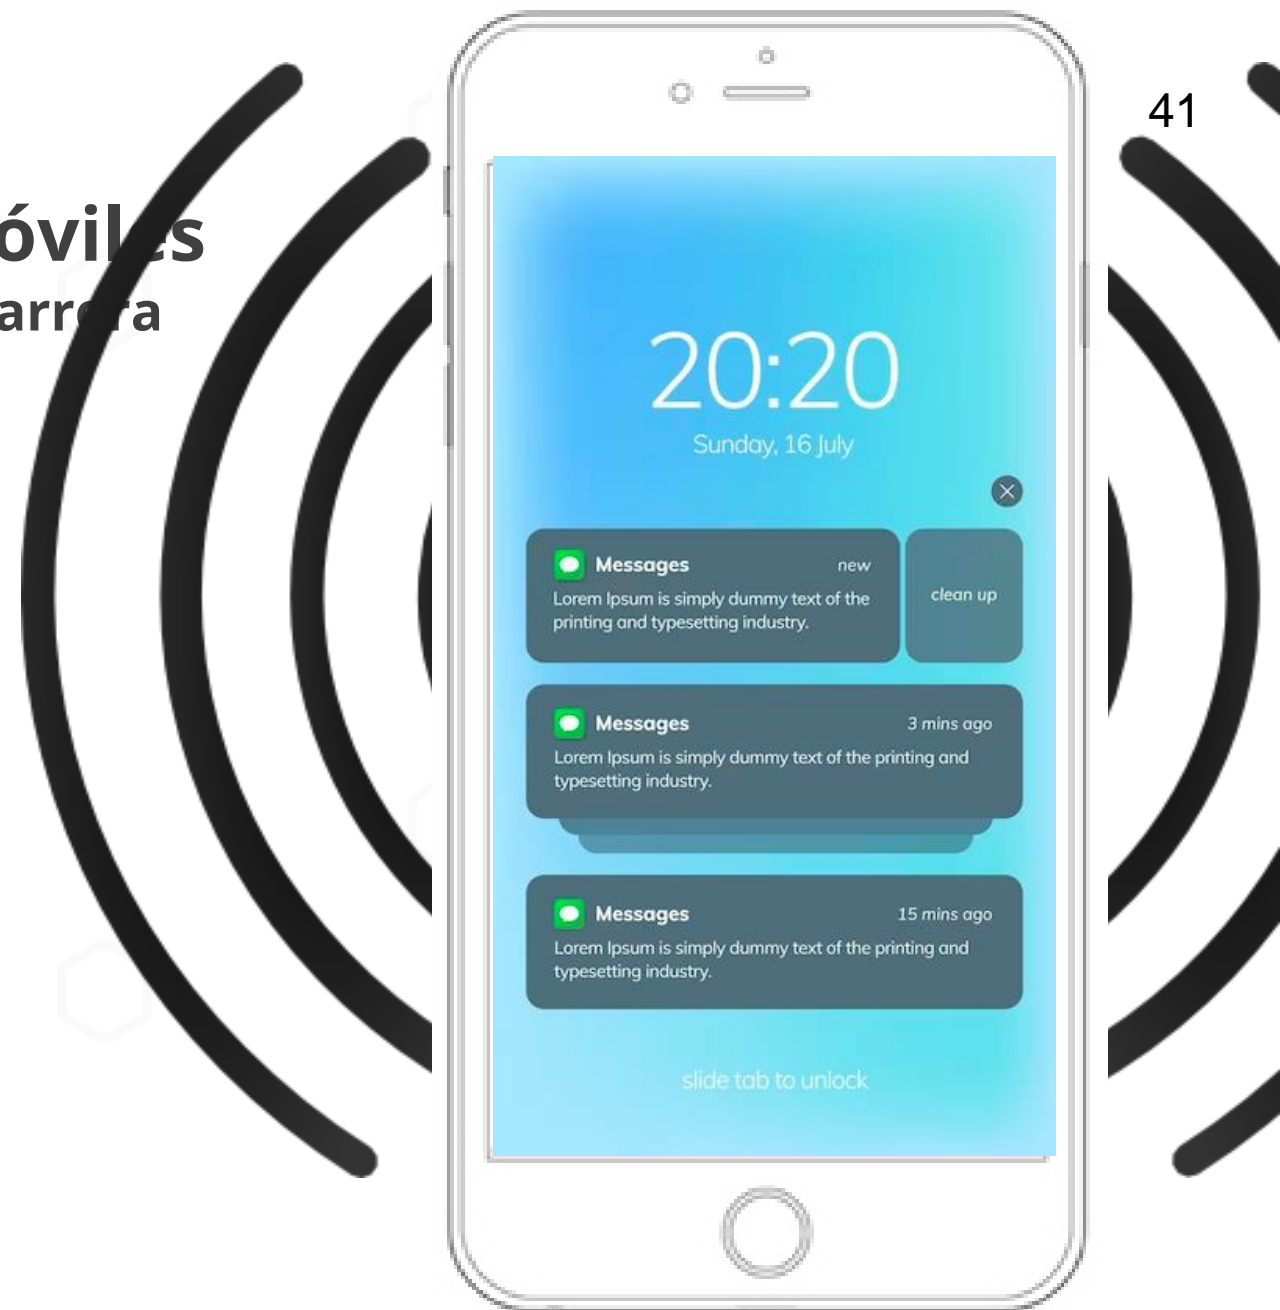 41
óviles
arrera
20:20
Sunday, 16 July
Messages new
Lorem Ipsum is simply dummy text of the
printing and typesetting industry.
clean up
Messages 3 mins ago
Lorem Ipsum is simply dummy text of the printing and
typesetting industry.
Messages 15 mins ago
Lorem Ipsum is simply dummy text of the printing and
typesetting industry.
slide tab to unlock